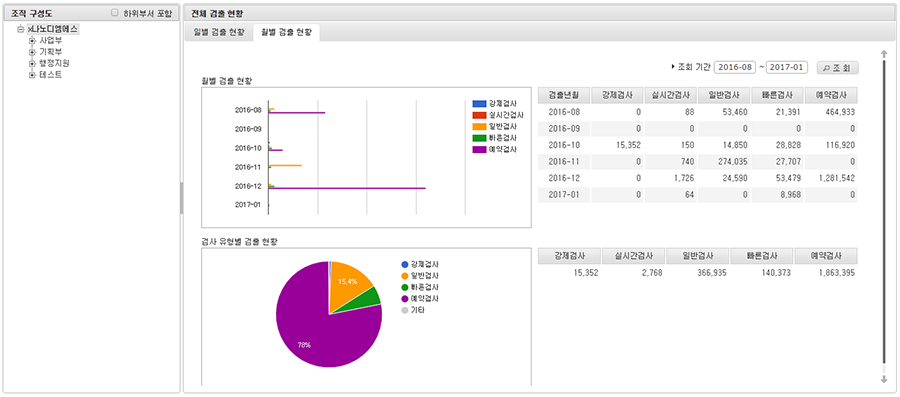 조직 구성도
하위부서 포함
x나노디엠에스
사업부
기획부
행정지원
테스트
전체 검출 현황
일별 검출 현황
월별 검출 현황
조회 기간 2016-08 ~ 2017-01 조 회
월별 검출 현황
2016-08
2016-09
2016-10
2016-11
2016-12
2017-01
강제검사
실시간검사
일반검사
빠른검사
예약검사
검출년월 강제검사 실시간검사 일반검사 빠른검사 예약검사
2016-08 0 88 53,460 21,391 464,933
2016-09 0 0 0 0 0
2016-10 15,352 150 14,850 28,828 116,920
2016-11 0 740 274,035 27,707 0
2016-12 0 1,726 24,590 53,479 1,281,542
2017-01 0 64 0 8,968 0
검사 유형별 검출 현황
15.4%
78%
강제검사
일반검사
빠른검사
예약검사
기타
강제검사 실시간검사 일반검사 빠른검사 예약검사
15,352 2,768 366,935 140,373 1,863,395